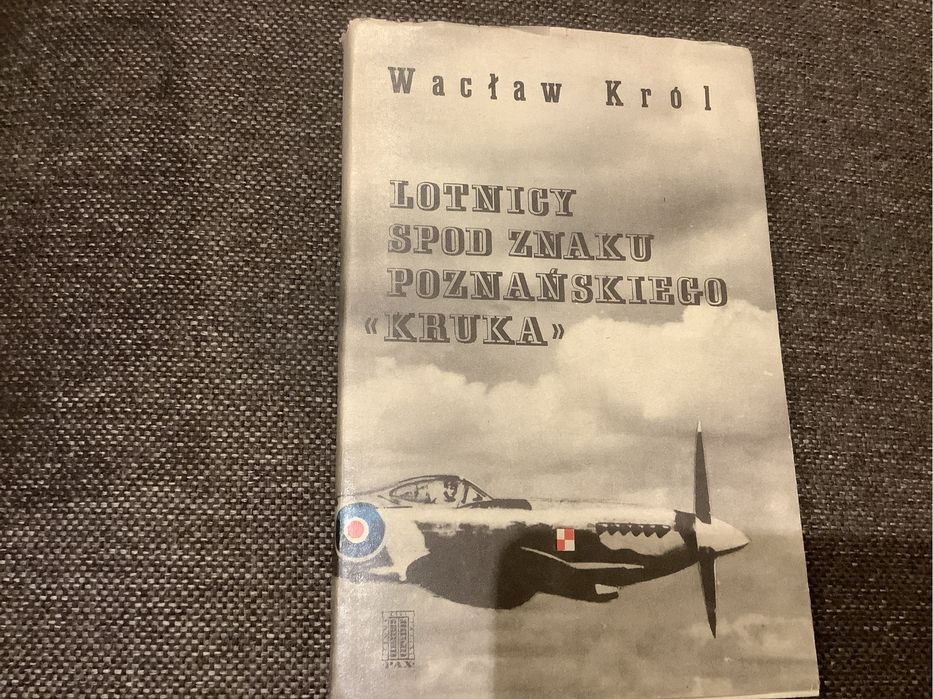 Wacław Król
LOTNICY
SPOD ZNAKU
POZNAŃSKIEGO
«KRUKA»
PAX